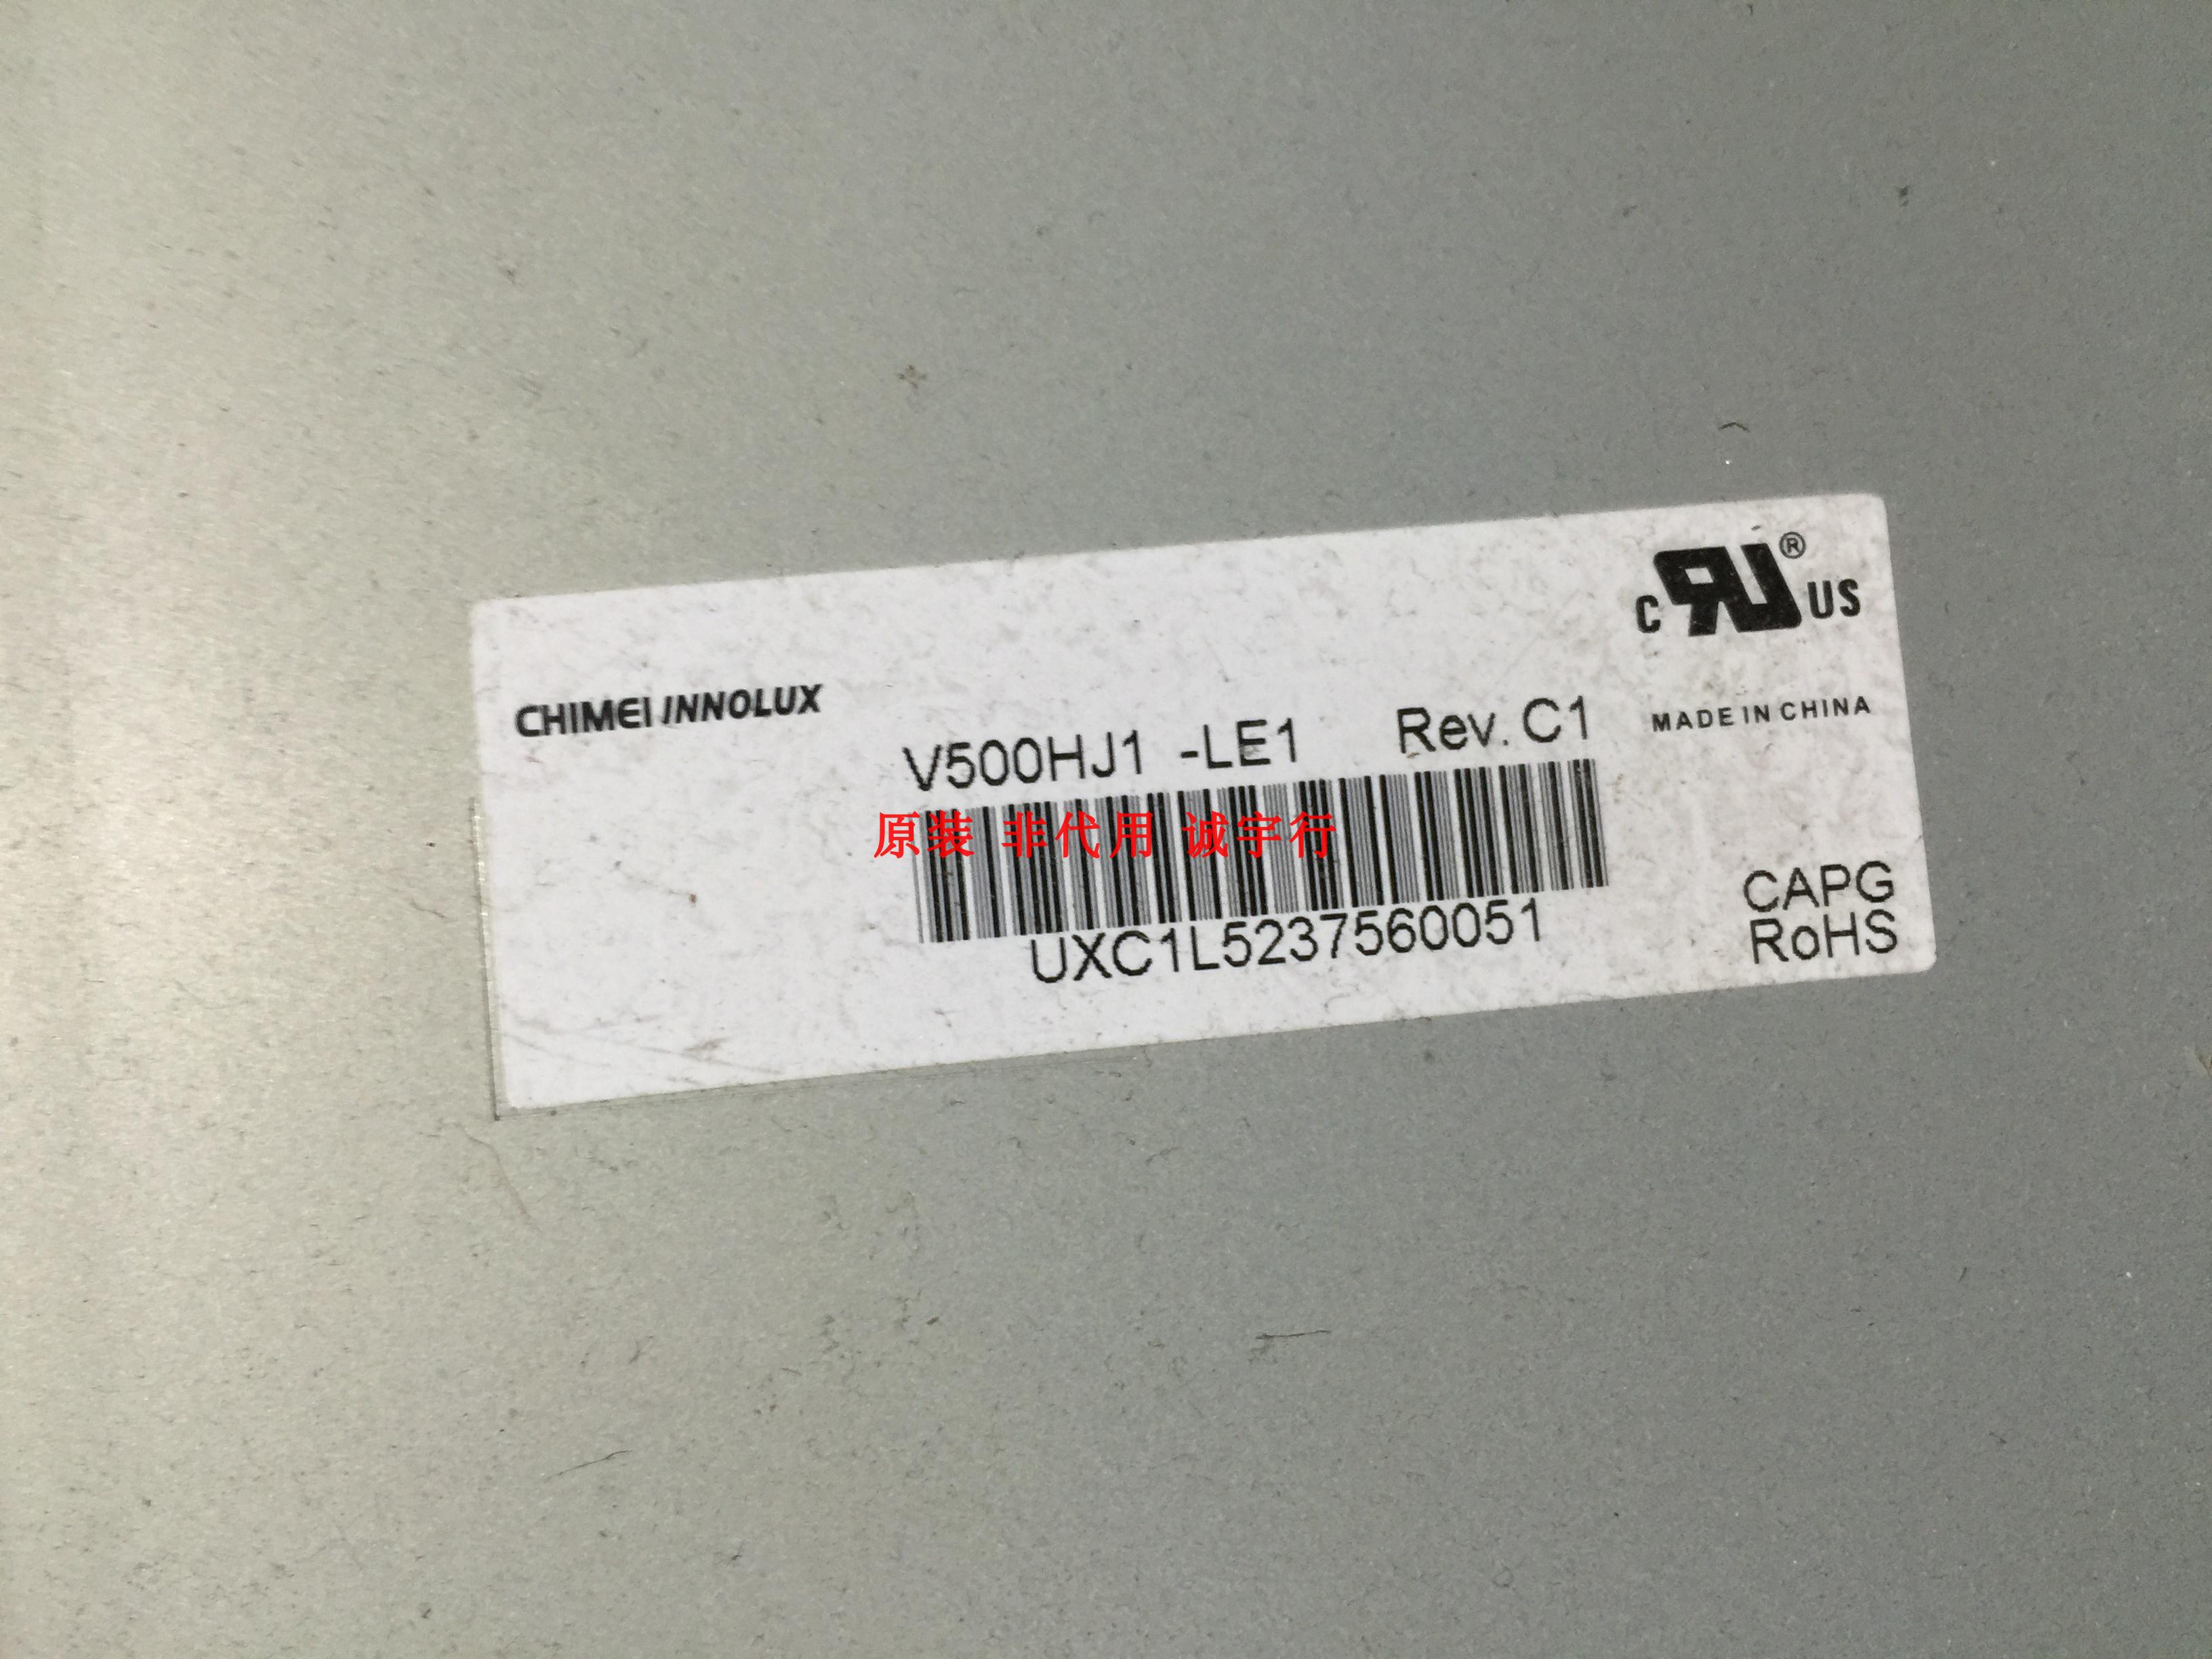 C RU® US
CHIMEI INNOLUX
V500HJ1 -LE1 Rev. C1
MADE IN CHINA
原装 非代用 诚宇行
UXC1L5237560051
CAPG
RoHS